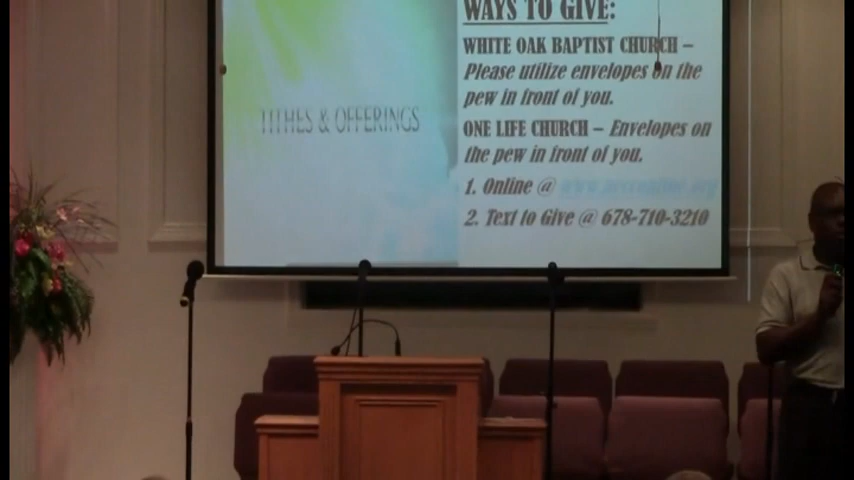 WAYS TO GIVE:
WHITE OAK BAPTIST CHURCH –
Please utilize envelopes on the
pew in front of you.
TITHES & OFFERINGS
ONE LIFE CHURCH – Envelopes on
the pew in front of you.
1. Online @
2. Text to Give @ 678-710-3210